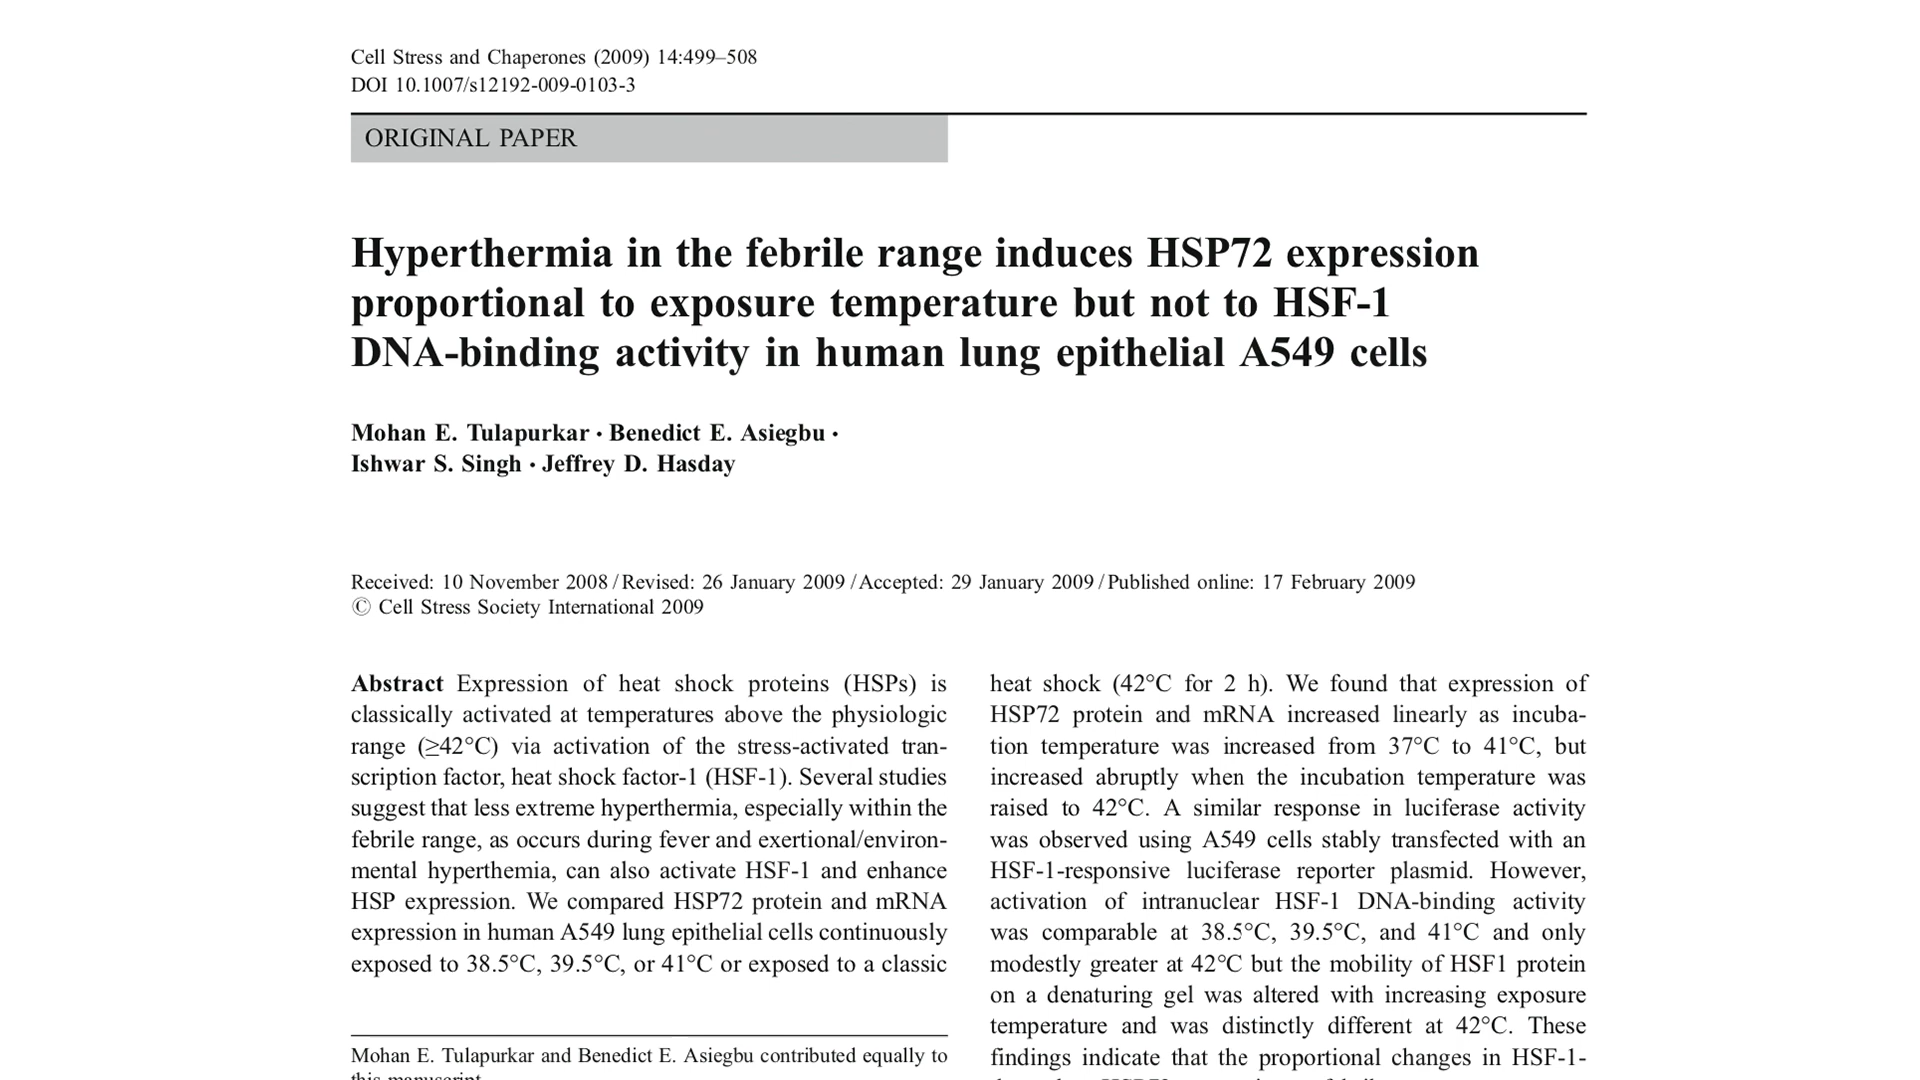 Cell Stress and Chaperones (2009) 14:499–508
DOI 10.1007/s12192-009-0103-3
ORIGINAL PAPER
Hyperthermia in the febrile range induces HSP72 expression
proportional to exposure temperature but not to HSF-1
DNA-binding activity in human lung epithelial A549 cells
Mohan E. Tulapurkar · Benedict E. Asiegbu ·
Ishwar S. Singh · Jeffrey D. Hasday
Received: 10 November 2008 / Revised: 26 January 2009 / Accepted: 29 January 2009 / Published online: 17 February 2009
© Cell Stress Society International 2009
Abstract Expression of heat shock proteins (HSPs) is
classically activated at temperatures above the physiologic
range (≥42°C) via activation of the stress-activated tran-
scription factor, heat shock factor-1 (HSF-1). Several studies
suggest that less extreme hyperthermia, especially within the
febrile range, as occurs during fever and exertional/environ-
mental hyperthemia, can also activate HSF-1 and enhance
HSP expression. We compared HSP72 protein and mRNA
expression in human A549 lung epithelial cells continuously
exposed to 38.5°C, 39.5°C, or 41°C or exposed to a classic
Mohan E. Tulapurkar and Benedict E. Asiegbu contributed equally to
this manuscript.
heat shock (42°C for 2 h). We found that expression of
HSP72 protein and mRNA increased linearly as incuba-
tion temperature was increased from 37°C to 41°C, but
increased abruptly when the incubation temperature was
raised to 42°C. A similar response in luciferase activity
was observed using A549 cells stably transfected with an
HSF-1-responsive luciferase reporter plasmid. However,
activation of intranuclear HSF-1 DNA-binding activity
was comparable at 38.5°C, 39.5°C, and 41°C and only
modestly greater at 42°C but the mobility of HSF1 protein
on a denaturing gel was altered with increasing exposure
temperature and was distinctly different at 42°C. These
findings indicate that the proportional changes in HSF-1-